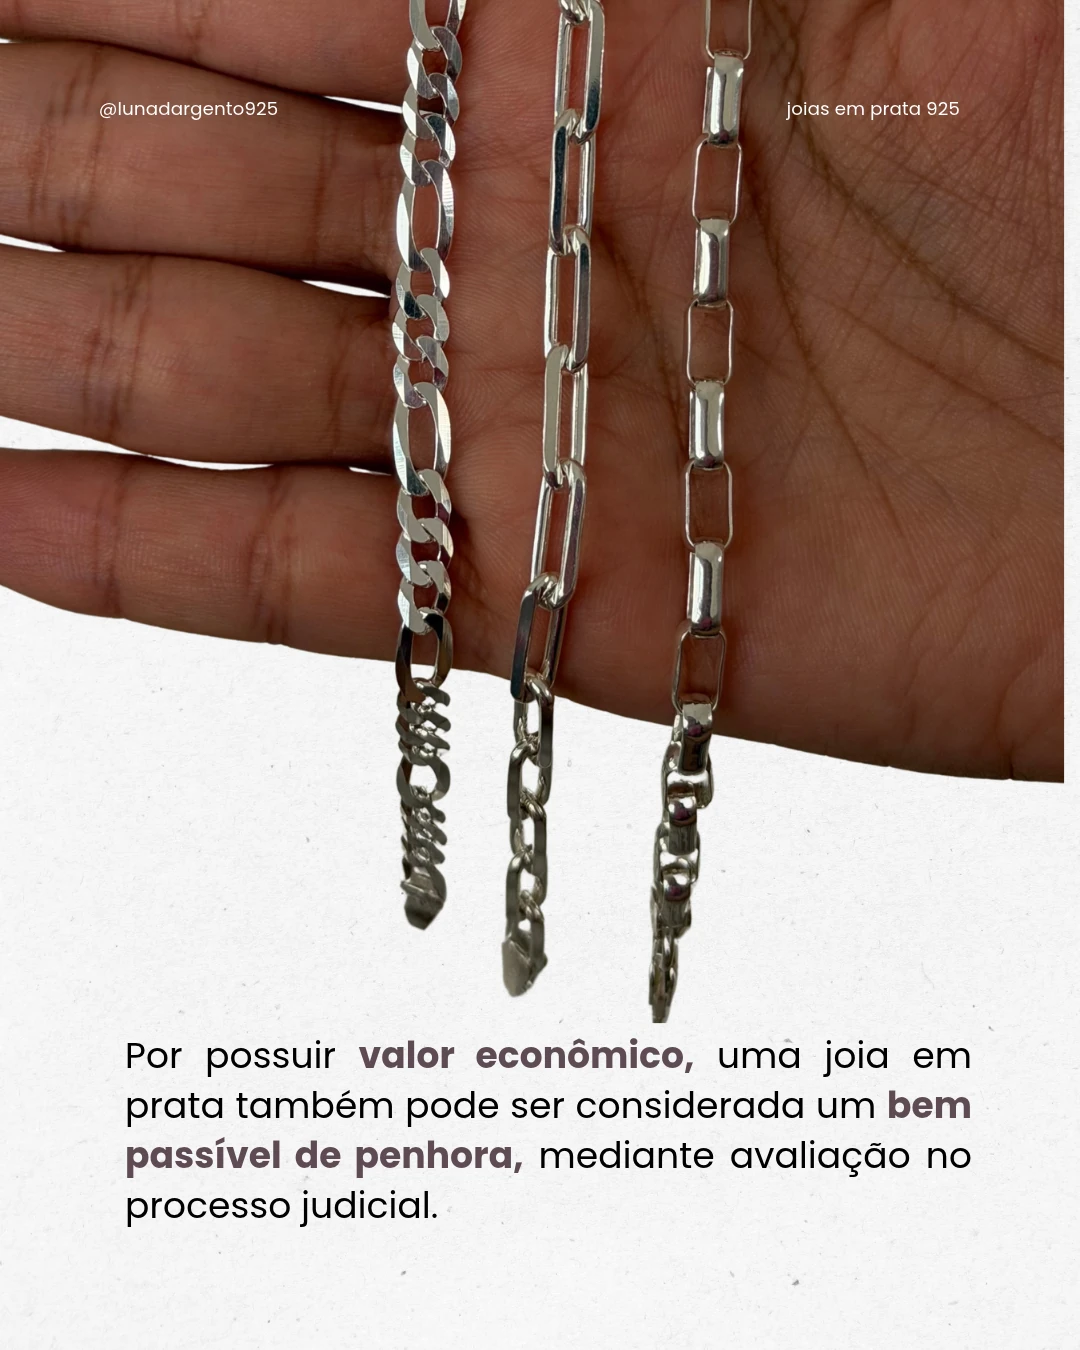 @lunadargento925
joias em prata 925
Por possuir valor econômico, uma joia em
prata também pode ser considerada um bem
passível de penhora, mediante avaliação no
processo judicial.